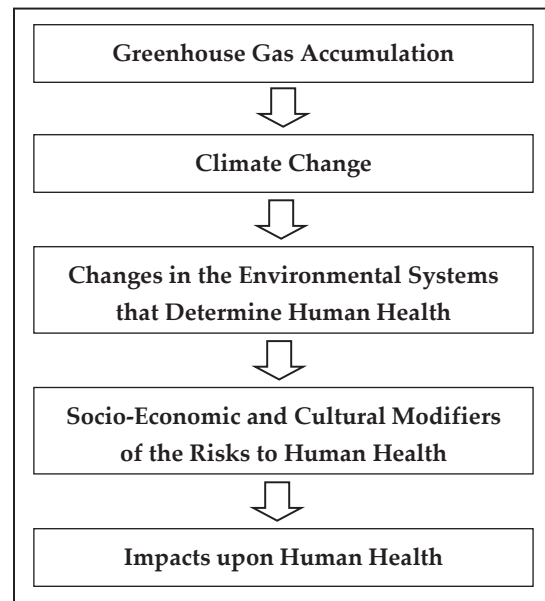 Greenhouse Gas Accumulation
Climate Change
Changes in the Environmental Systems
that Determine Human Health
Socio-Economic and Cultural Modifiers
of the Risks to Human Health
Impacts upon Human Health